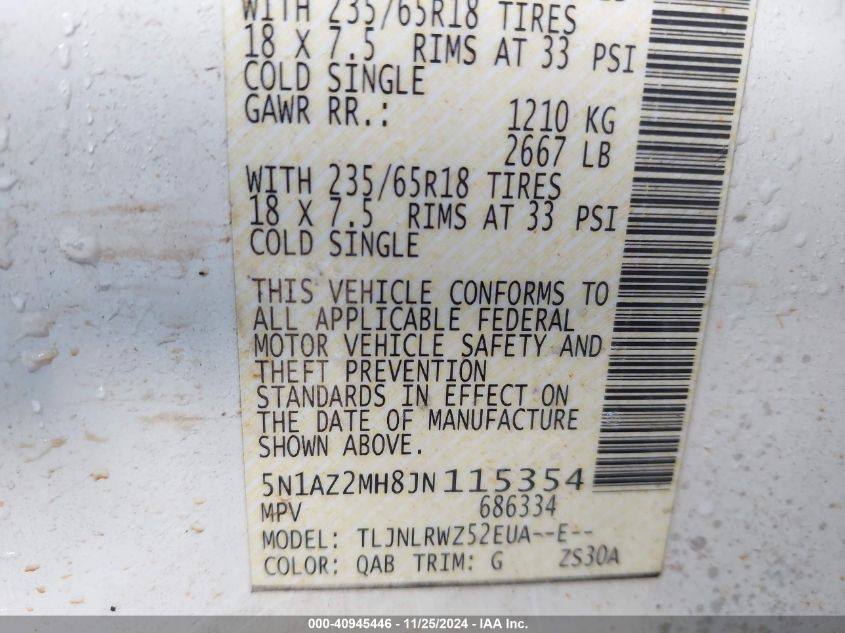 WITH 235/65R18 TIRES
18 X 7.5 RIMS AT 33 PSI
COLD SINGLE
GAWR RR.: 1210 KG
2667 LB
WITH 235/65R18 TIRES
18 X 7.5 RIMS AT 33 PSI
COLD SINGLE
THIS VEHICLE CONFORMS TO
ALL APPLICABLE FEDERAL
MOTOR VEHICLE SAFETY AND
THEFT PREVENTION
STANDARDS IN EFFECT ON
THE DATE OF MANUFACTURE
SHOWN ABOVE.
5N1AZ2MH8JN115354
MPV 686334
MODEL: TLJNLRWZ52EUA--E--
COLOR: QAB TRIM: G ZS30A
000-40945446 - 11/25/2024 - IAA Inc.